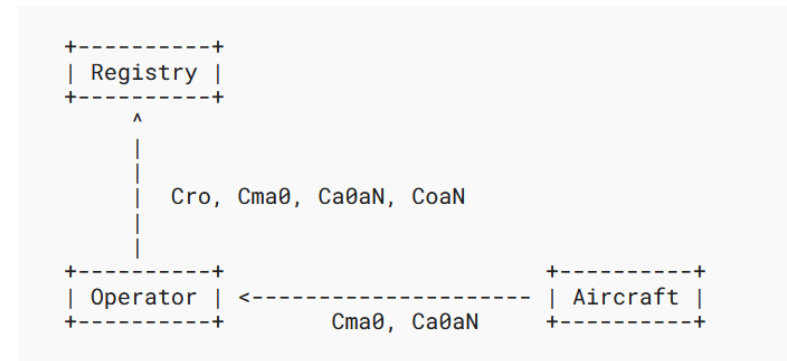 Registry
Cro, Cma0, Ca0aN, CoaN
Operator Aircraft
Cma0, Ca0aN